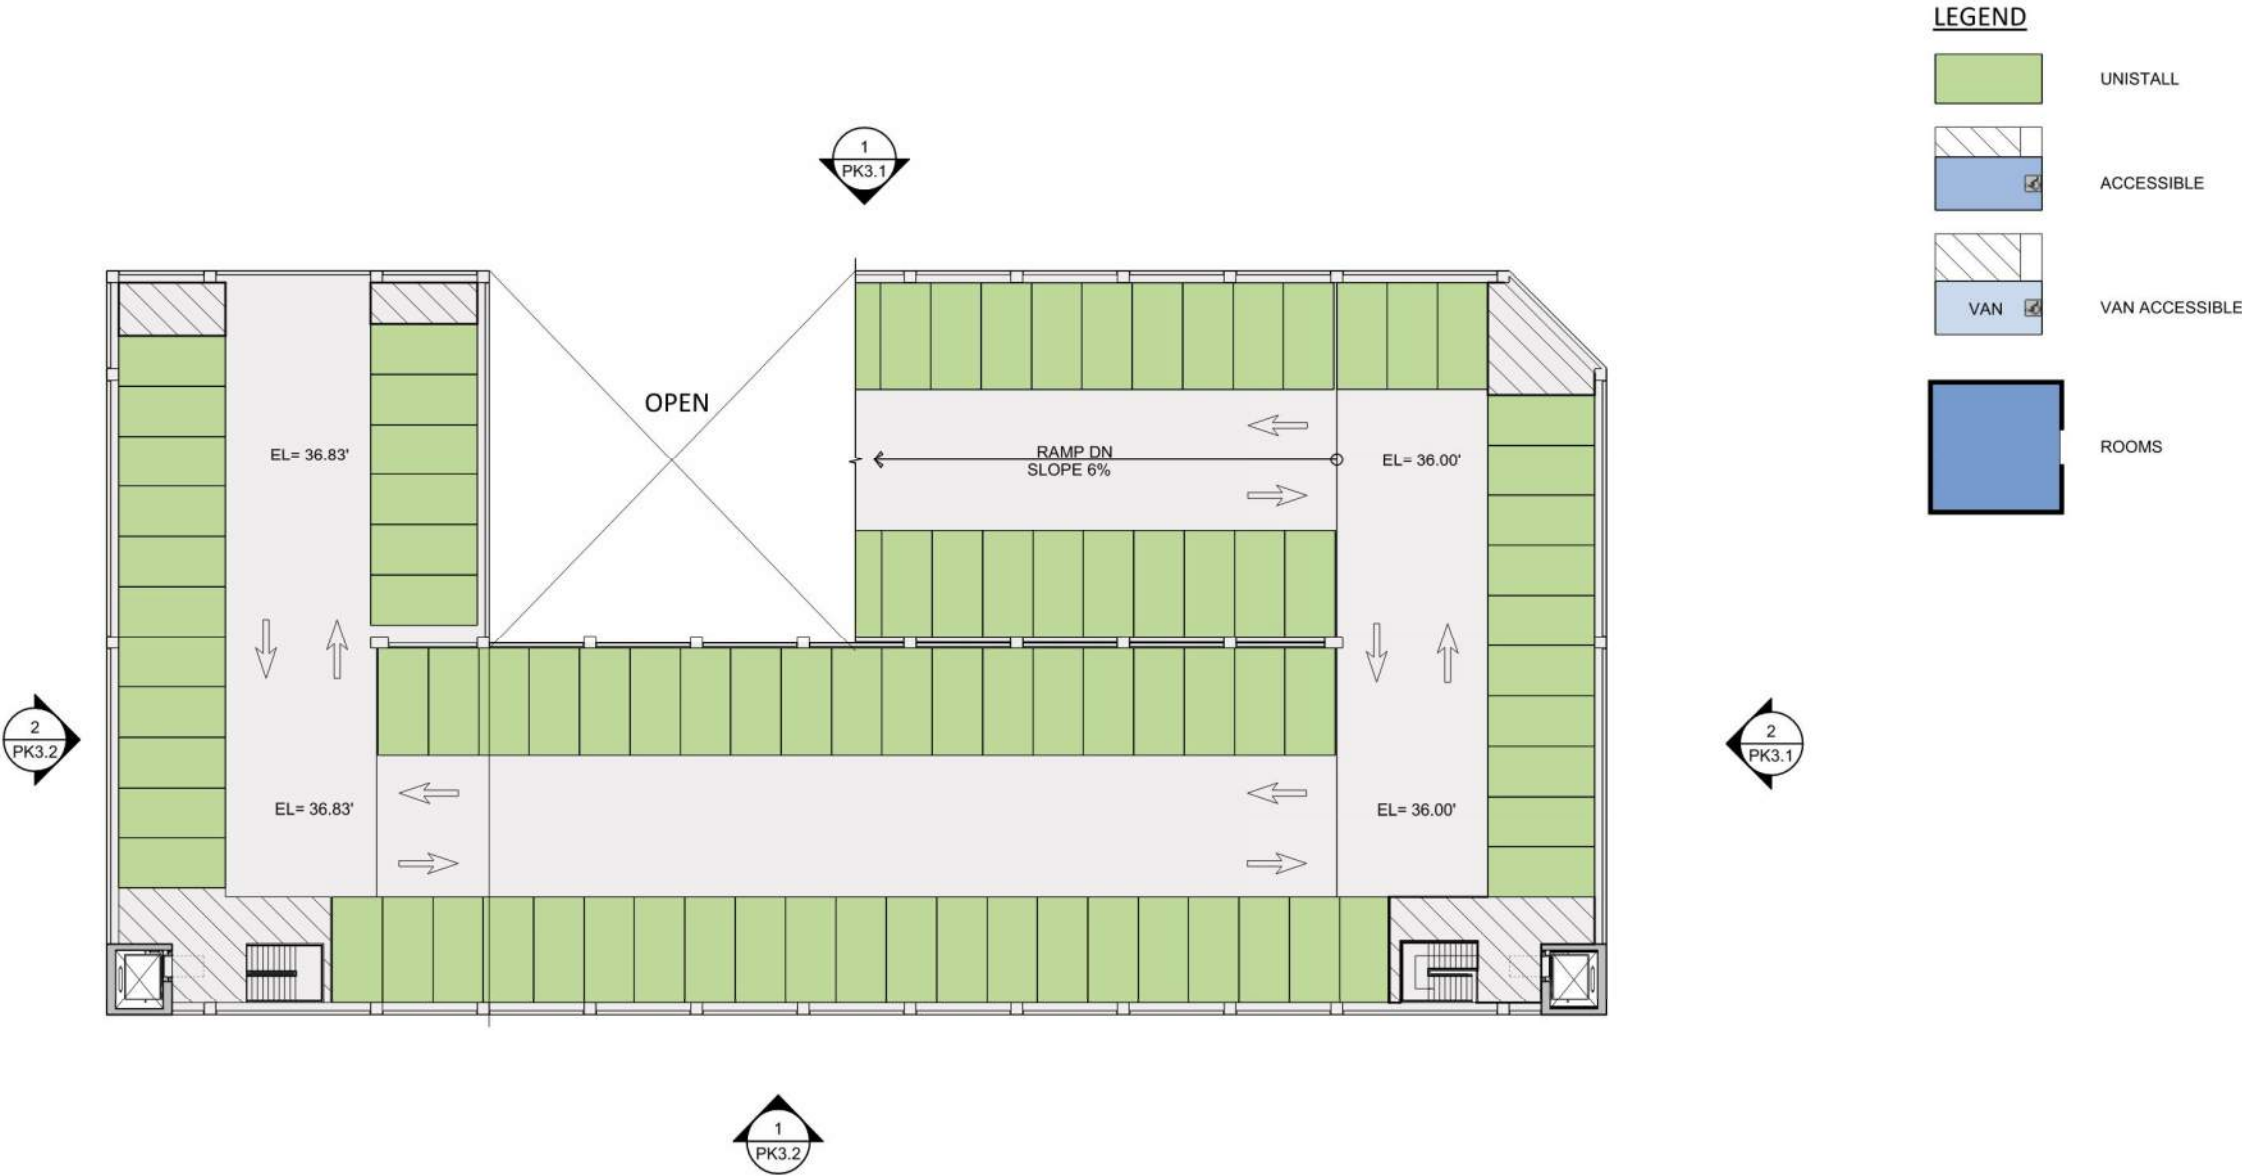 LEGEND
UNISTALL
ACCESSIBLE
VAN
VAN ACCESSIBLE
ROOMS
1
PK3.1
OPEN
EL= 36.83'
RAMP DN
SLOPE 6%
EL= 36.00'
2
PK3.2
2
PK3.1
EL= 36.83'
EL= 36.00'
1
PK3.2